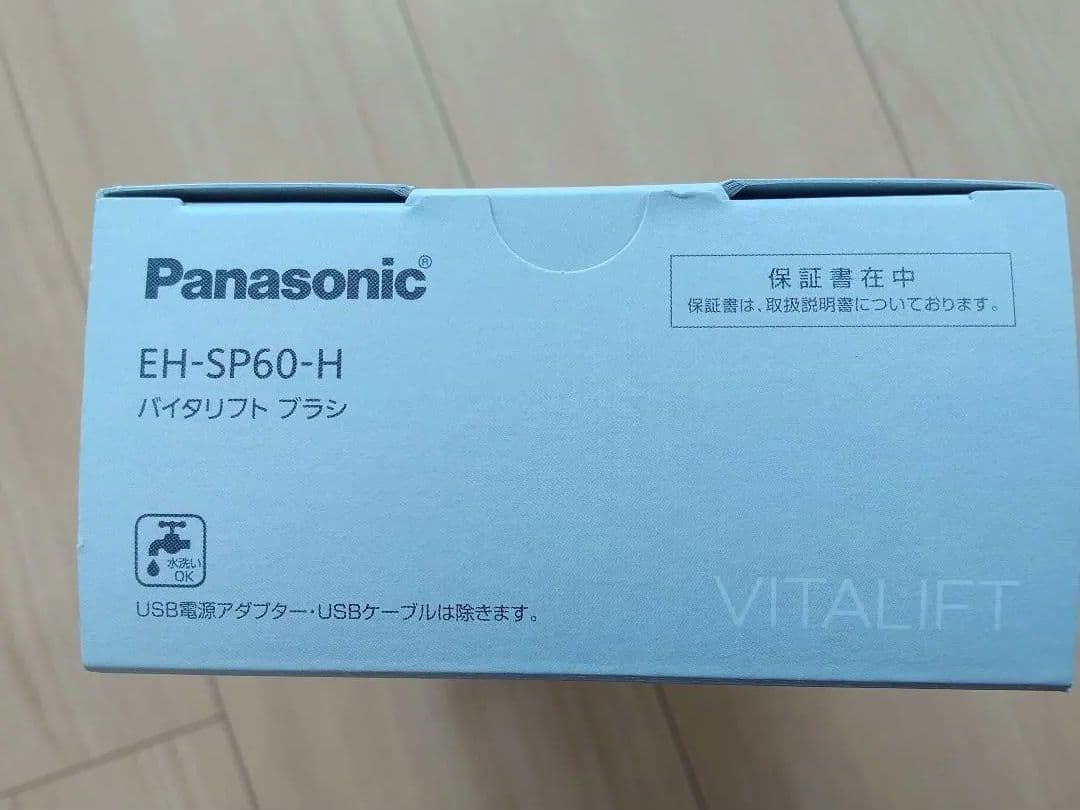 Panasonic®
保証書在中
保証書は、取扱説明書についております。
EH-SP60-H
バイタリフト ブラシ
水洗い
OK
USB電源アダプター・USBケーブルは除きます。
VITALIFT